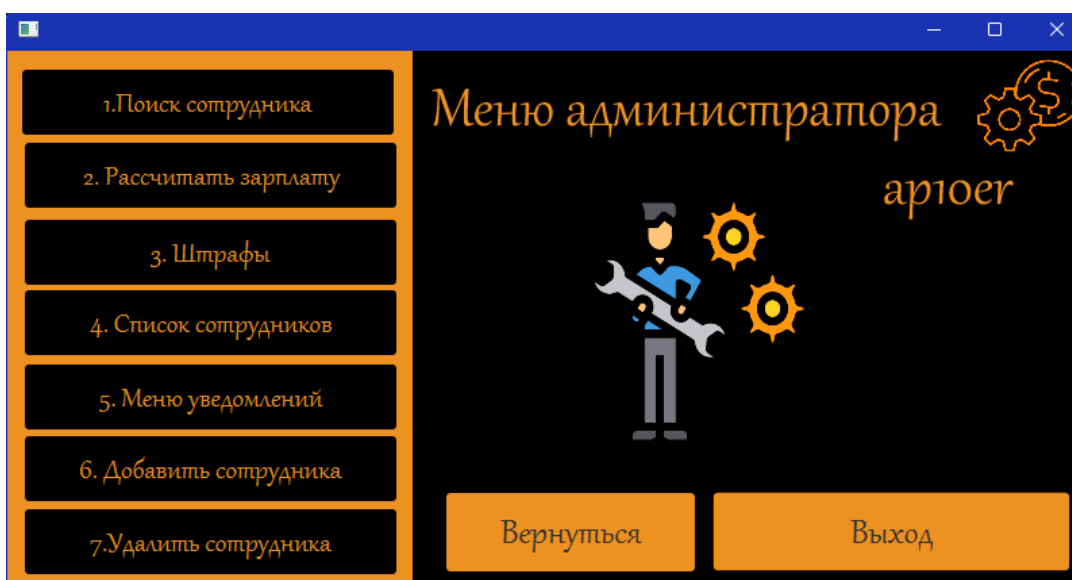 1.Поиск сотрудника
2. Рассчитать зарплату
3. Штрафы
4. Список сотрудников
5. Меню уведомлений
6. Добавить сотрудника
7.Удалить сотрудника
Меню администратора
$
ap10er
Вернуться
Выход